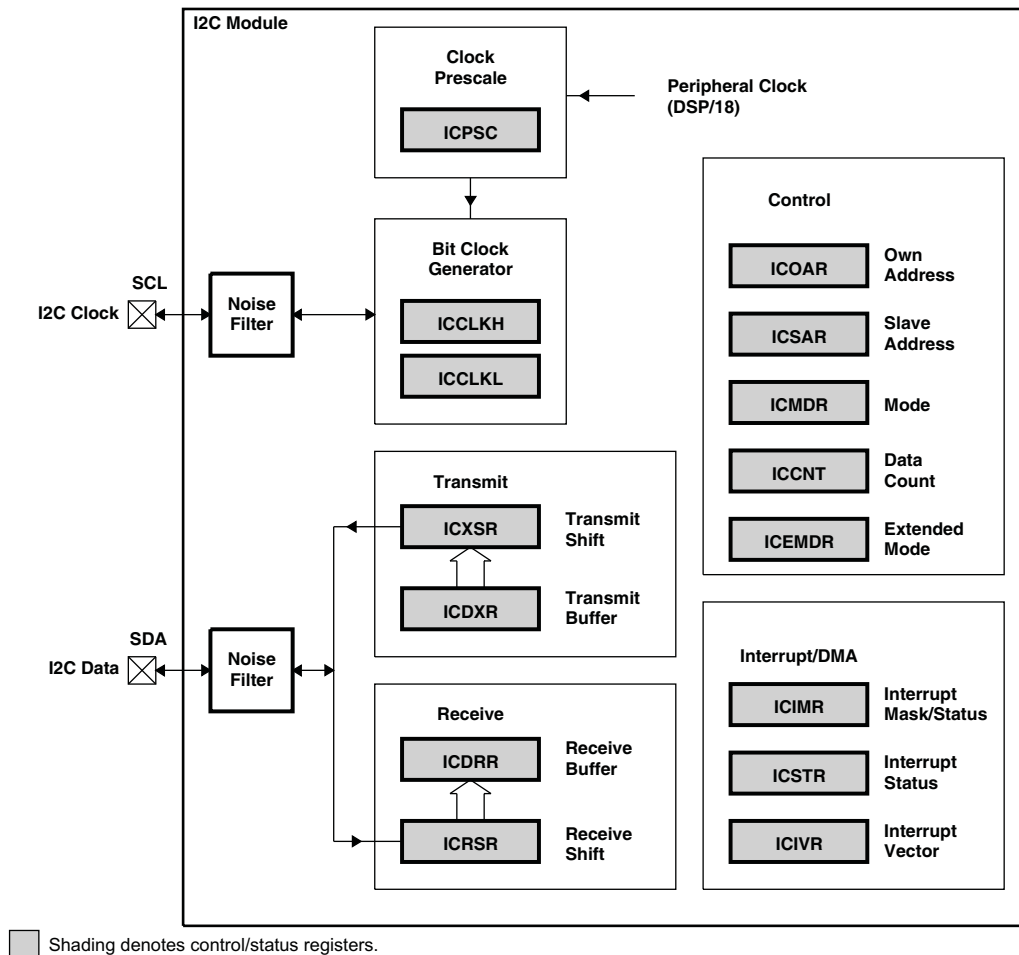 I2C Module
Clock
Prescale
ICPSC
Peripheral Clock
(DSP/18)
Bit Clock
Generator
ICCLKH
ICCLKL
SCL
I2C Clock
Noise
Filter
Control
ICOAR
Own
Address
ICSAR
Slave
Address
ICMDR
Mode
ICCNT
Data
Count
ICEMDR
Extended
Mode
Transmit
ICXSR
Transmit
Shift
ICDXR
Transmit
Buffer
SDA
I2C Data
Noise
Filter
Receive
ICDRR
Receive
Buffer
ICRSR
Receive
Shift
Interrupt/DMA
ICIMR
Interrupt
Mask/Status
ICSTR
Interrupt
Status
ICIVR
Interrupt
Vector
Shading denotes control/status registers.